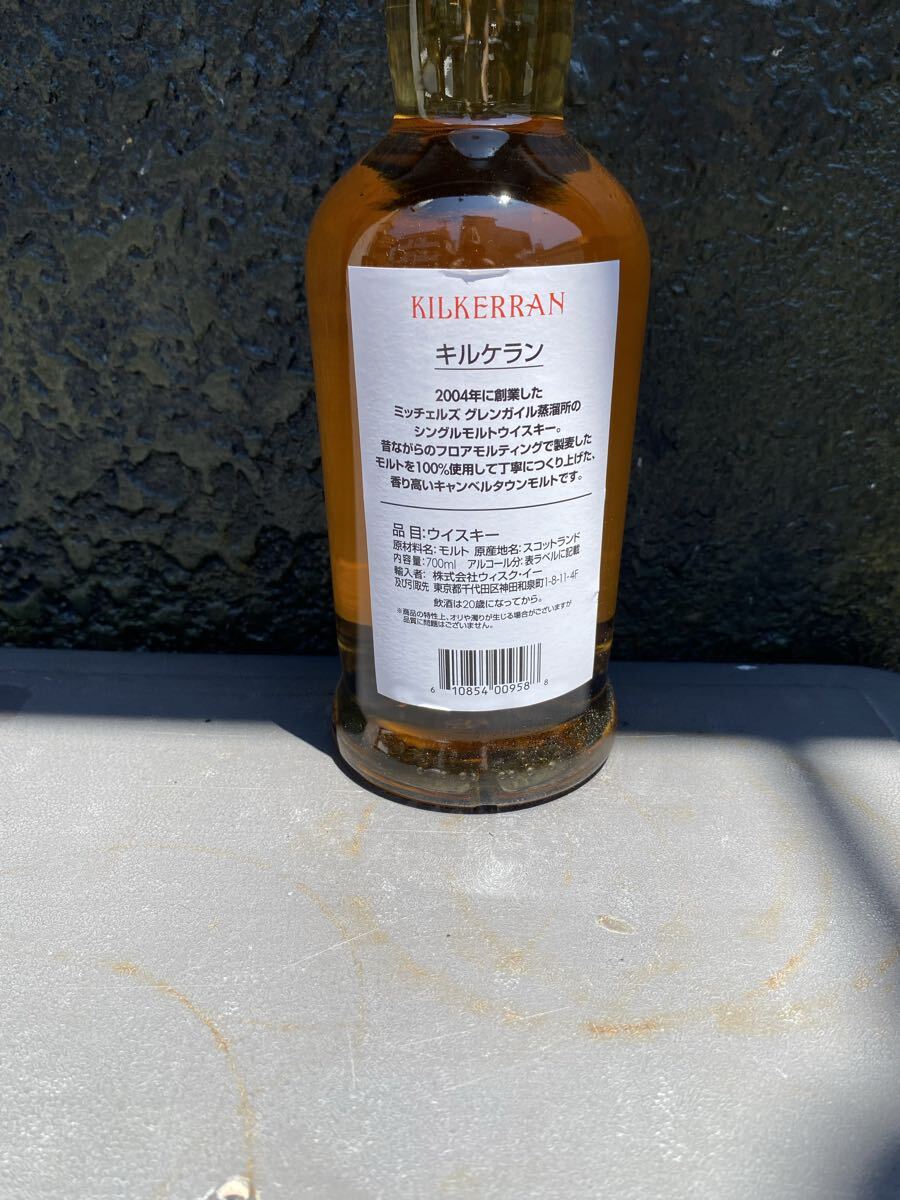 KILKERRAN
キルケラン
2004年に創業した
ミッチェルズ グレンガイル蒸溜所の
シングルモルトウイスキー。
昔ながらのフロアモルティングで製麦した
モルトを100%使用して丁寧につくり上げた、
香り高いキャンベルタウンモルトです。
品目:ウイスキー
原材料名:モルト 原産地名:スコットランド
内容量:700ml アルコール分:表ラベルに記載
輸入者: 株式会社ウィスク・イー
及び引取先 東京都千代田区神田和泉町1-8-11-4F
飲酒は20歳になってから。
※商品の特性上、オリや濁りが生じる場合がございますが
品質に問題はございません。
6 10854 00958 8